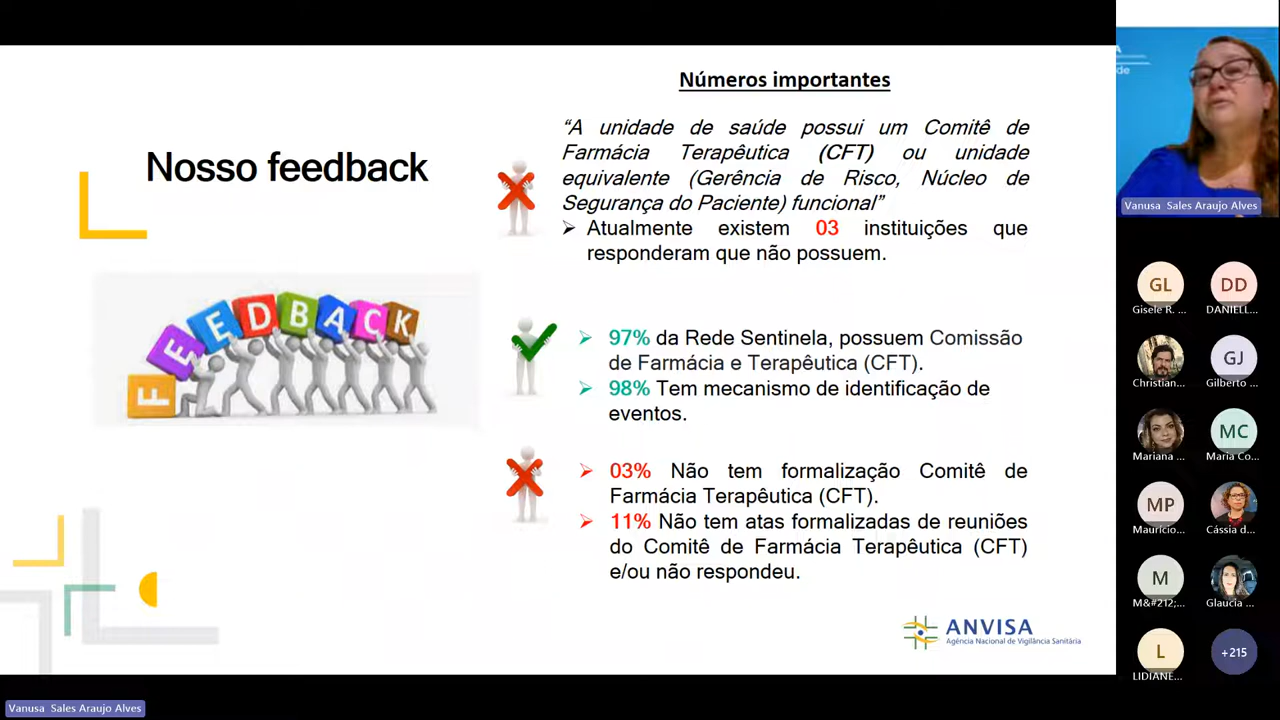 Nosso feedback
FEEDBACK
Números importantes
“A unidade de saúde possui um Comitê de
Farmácia Terapêutica (CFT) ou unidade
equivalente (Gerência de Risco, Núcleo de
Segurança do Paciente) funcional”
Atualmente existem 03 instituições que
responderam que não possuem.
97% da Rede Sentinela, possuem Comissão
de Farmácia e Terapêutica (CFT).
98% Tem mecanismo de identificação de
eventos.
03% Não tem formalização Comitê de
Farmácia Terapêutica (CFT).
11% Não tem atas formalizadas de reuniões
do Comitê de Farmácia Terapêutica (CFT)
e/ou não respondeu.
ANVISA
Agência Nacional de Vigilância Sanitária
Vanusa Sales Araujo Alves
GL
Gisele R. ...
DD
DANIELL...
Christian...
GJ
Gilberto ...
Mariana ...
MC
Maria Co...
MP
Maurício...
Cássia d...
M
M&#212;...
Glaucia ...
L
LIDIANE...
+215
Vanusa Sales Araujo Alves